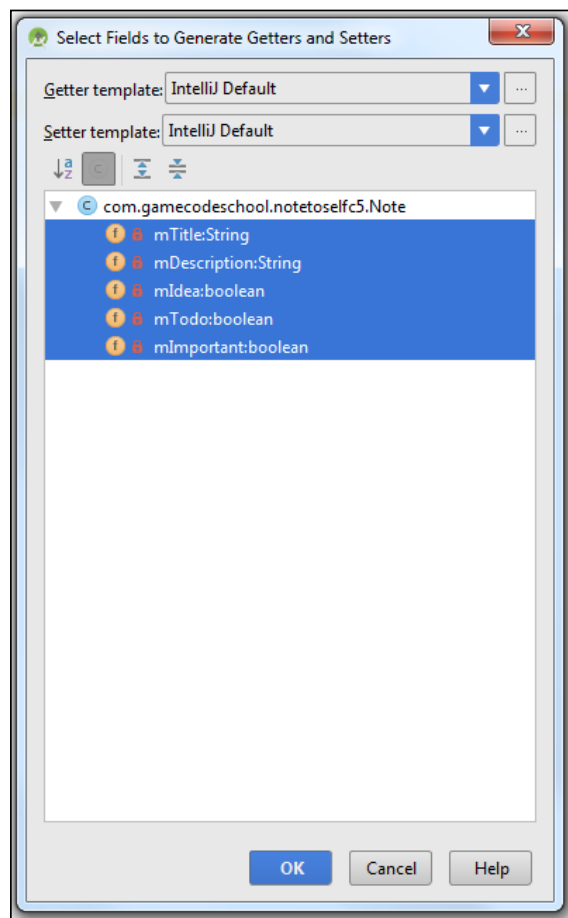 Select Fields to Generate Getters and Setters
Getter template: IntelliJ Default
Setter template: IntelliJ Default
com.gamecodeschool.notetoselfc5.Note
mTitle:String
mDescription:String
mIdea:boolean
mTodo:boolean
mImportant:boolean
OK Cancel Help